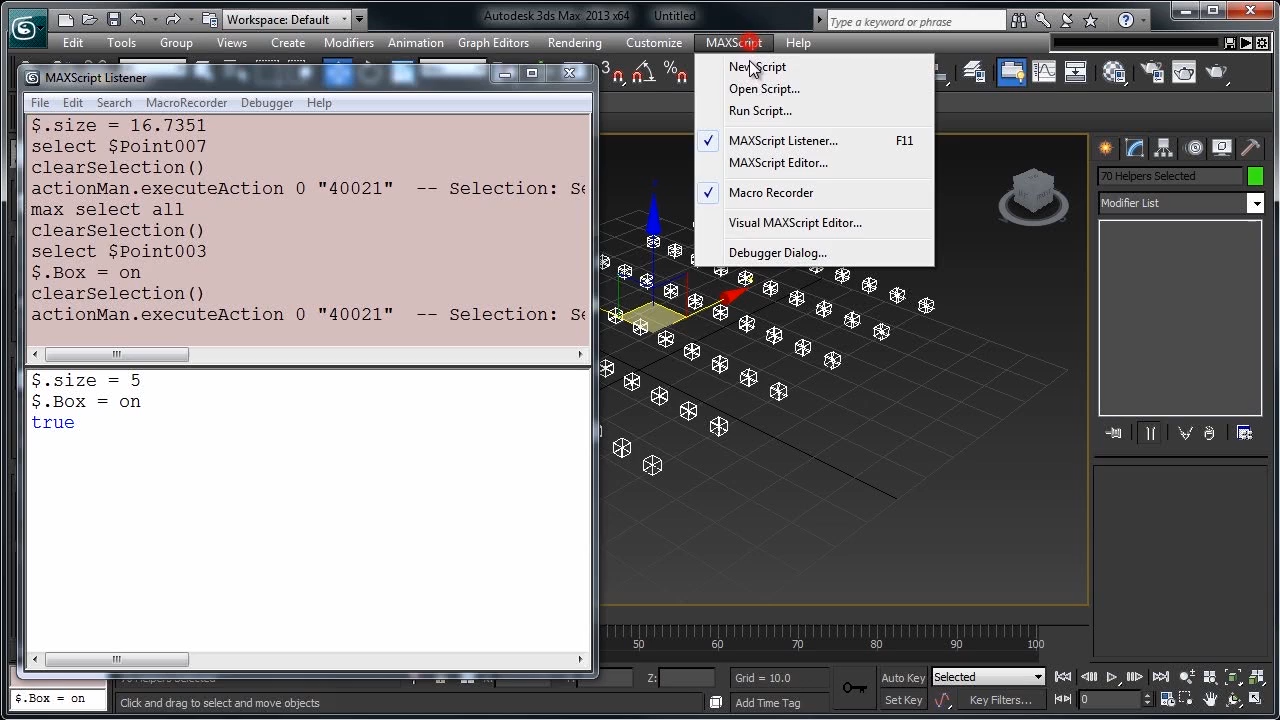 Workspace: Default
Autodesk 3ds Max 2013 x64 Untitled
Type a keyword or phrase
Edit Tools Group Views Create Modifiers Animation Graph Editors Rendering Customize MAXScript Help
MAXScript Listener
File Edit Search MacroRecorder Debugger Help
$.size = 16.7351
select $Point007
clearSelection()
actionMan.executeAction 0 "40021" -- Selection: Se
max select all
clearSelection()
select $Point003
$.Box = on
clearSelection()
actionMan.executeAction 0 "40021" -- Selection: Se
$.size = 5
$.Box = on
true
New Script
Open Script...
Run Script...
MAXScript Listener... F11
MAXScript Editor...
Macro Recorder
Visual MAXScript Editor...
Debugger Dialog...
70 Helpers Selected
Modifier List
50 60 70 80 90 100
70 Helpers Selected
Z:
Grid = 10.0
Auto Key
Selected
$.Box = on
Click and drag to select and move objects
Add Time Tag
Set Key
Key Filters...
0